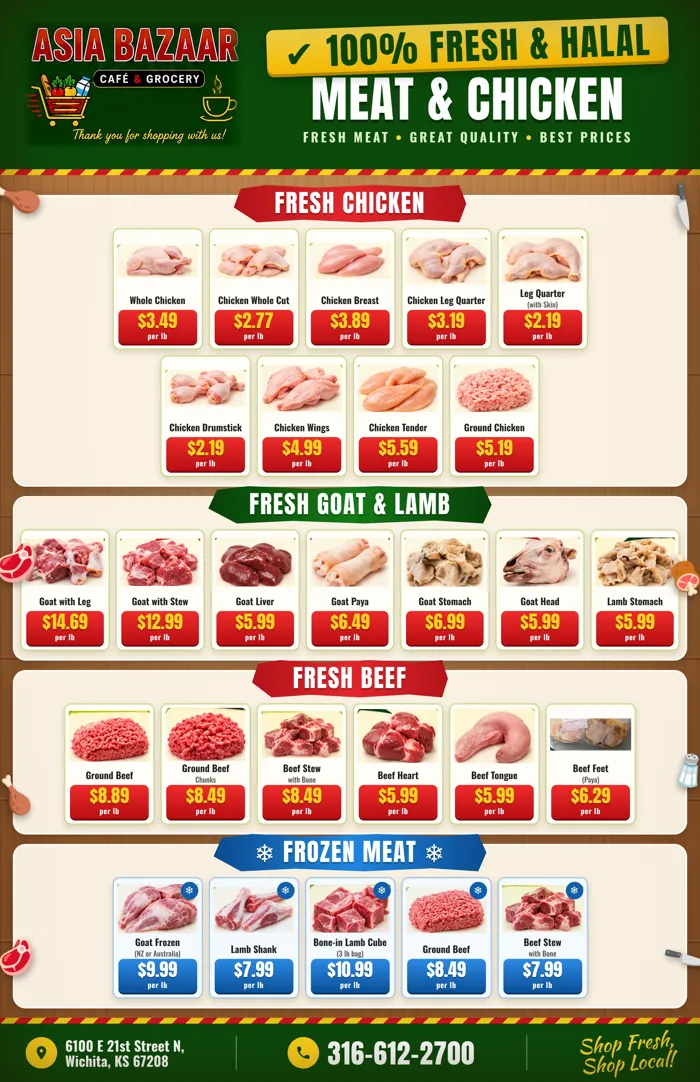 ASIA BAZAAR
CAFÉ & GROCERY
Thank you for shopping with us!
✔ 100% FRESH & HALAL
MEAT & CHICKEN
FRESH MEAT • GREAT QUALITY • BEST PRICES
FRESH CHICKEN
Whole Chicken
$3.49
per lb
Chicken Whole Cut
$2.77
per lb
Chicken Breast
$3.89
per lb
Chicken Leg Quarter
$3.19
per lb
Leg Quarter
(with Skin)
$2.19
per lb
Chicken Drumstick
$2.19
per lb
Chicken Wings
$4.99
per lb
Chicken Tender
$5.59
per lb
Ground Chicken
$5.19
per lb
FRESH GOAT & LAMB
Goat with Leg
$14.69
per lb
Goat with Stew
$12.99
per lb
Goat Liver
$5.99
per lb
Goat Paya
$6.49
per lb
Goat Stomach
$6.99
per lb
Goat Head
$5.99
per lb
Lamb Stomach
$5.99
per lb
FRESH BEEF
Ground Beef
$8.89
per lb
Ground Beef
Chunks
$8.49
per lb
Beef Stew
with Bone
$8.49
per lb
Beef Heart
$5.99
per lb
Beef Tongue
$5.99
per lb
Beef Feet
(Paya)
$6.29
per lb
❄ FROZEN MEAT ❄
Goat Frozen
(NZ or Australia)
$9.99
per lb
Lamb Shank
$7.99
per lb
Bone-in Lamb Cube
(3 lb bag)
$10.99
per lb
Ground Beef
$8.49
per lb
Beef Stew
with Bone
$7.99
per lb
6100 E 21st Street N,
Wichita, KS 67208
316-612-2700
Shop Fresh,
Shop Local!